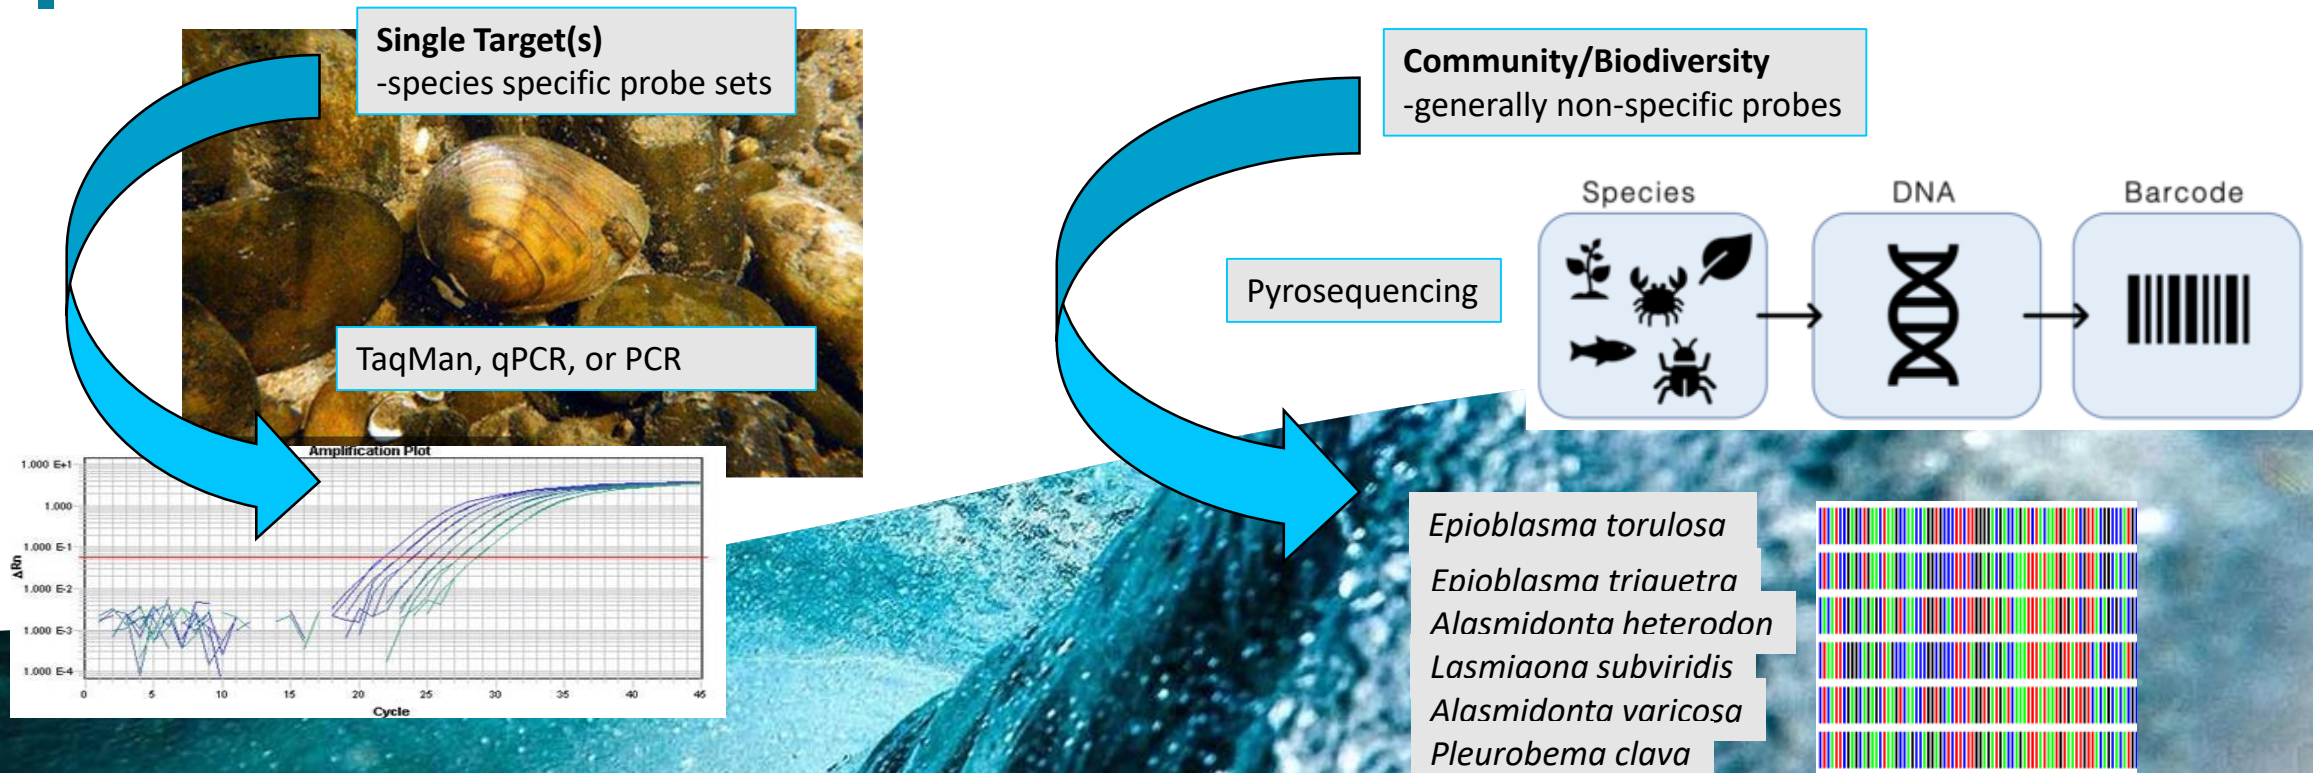 Single Target(s)
-species specific probe sets
TaqMan, qPCR, or PCR
Amplification Plot
1.000 E+1
1.000
1.000 E-1
1.000 E-2
1.000 E-3
1.000 E-4
ΔRn
0 5 10 15 20 25 30 35 40 45
Cycle
Community/Biodiversity
-generally non-specific probes
Pyrosequencing
Species DNA Barcode
Epioblasma torulosa
Epioblasma triquetra
Alasmidonta heterodon
Lasmigona subviridis
Alasmidonta varicosa
Pleurobema clava